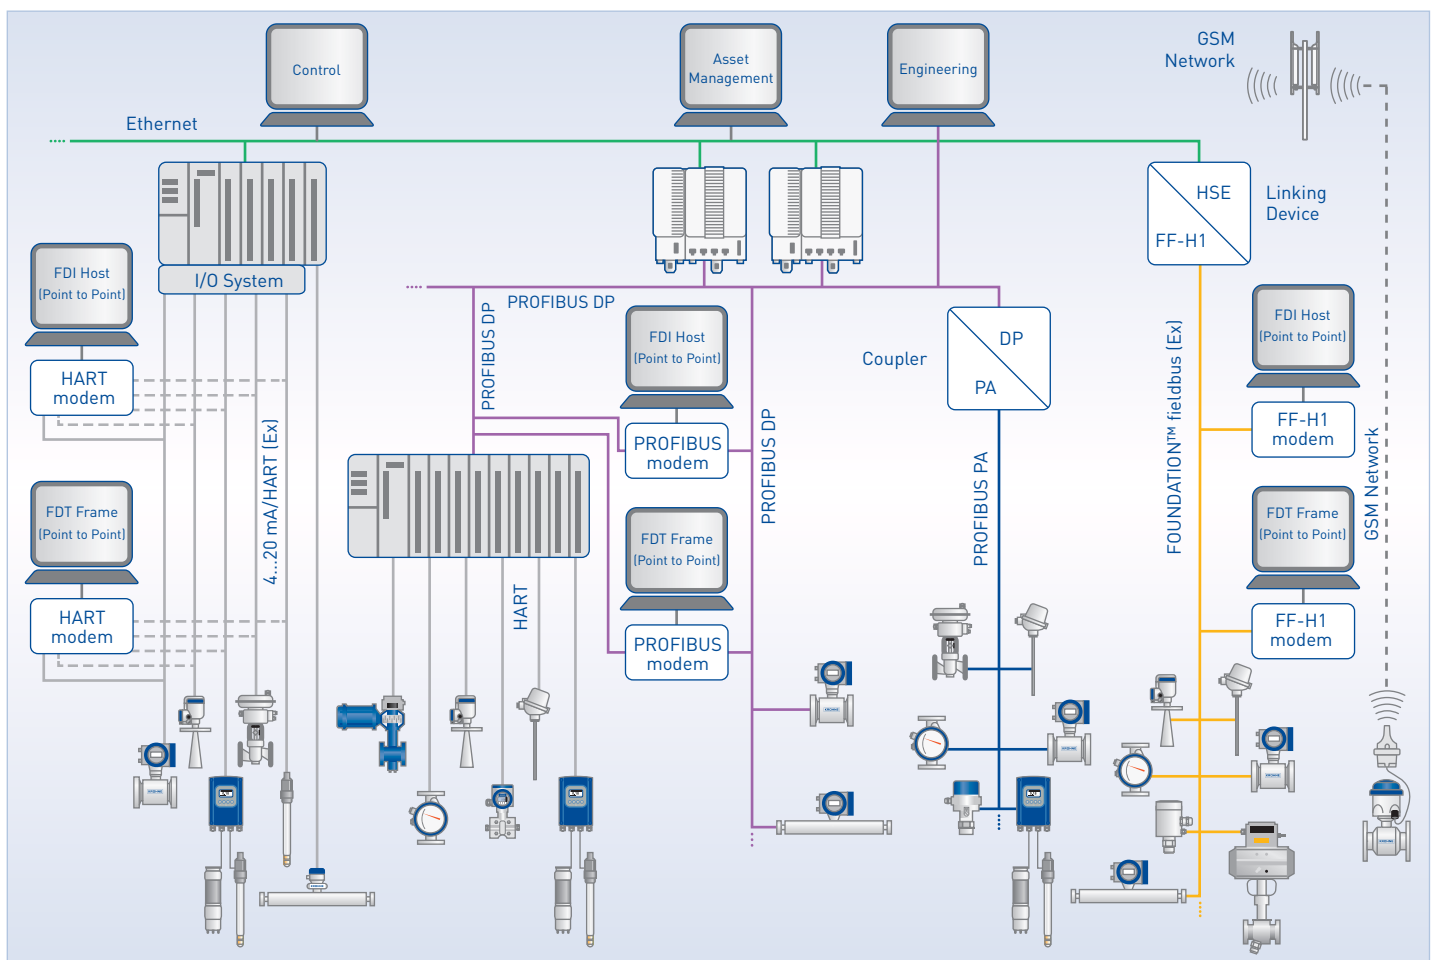 Control
Asset
Management
Engineering
GSM
Network
Ethernet
HSE
FF-H1
Linking
Device
I/O System
FDI Host
(Point to Point)
HART
modem
4...20 mA/HART (Ex)
FDT Frame
(Point to Point)
HART
modem
PROFIBUS DP
PROFIBUS DP
HART
FDI Host
(Point to Point)
PROFIBUS
modem
FDT Frame
(Point to Point)
PROFIBUS
modem
PROFIBUS DP
Coupler
DP
PA
PROFIBUS PA
FOUNDATION™ fieldbus (Ex)
FDI Host
(Point to Point)
FF-H1
modem
FDT Frame
(Point to Point)
FF-H1
modem
GSM Network